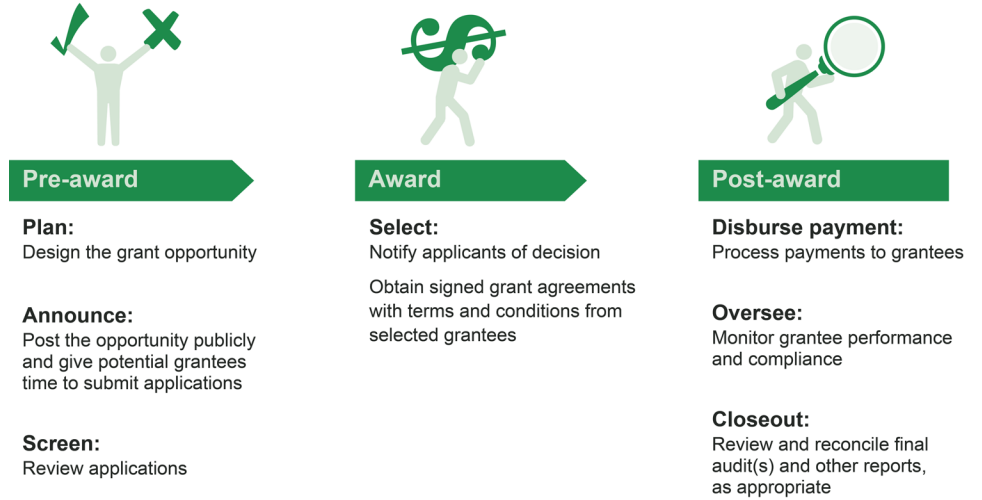 Pre-award
Plan:
Design the grant opportunity
Announce:
Post the opportunity publicly
and give potential grantees
time to submit applications
Screen:
Review applications
Award
Select:
Notify applicants of decision
Obtain signed grant agreements
with terms and conditions from
selected grantees
Post-award
Disburse payment:
Process payments to grantees
Oversee:
Monitor grantee performance
and compliance
Closeout:
Review and reconcile final
audit(s) and other reports,
as appropriate